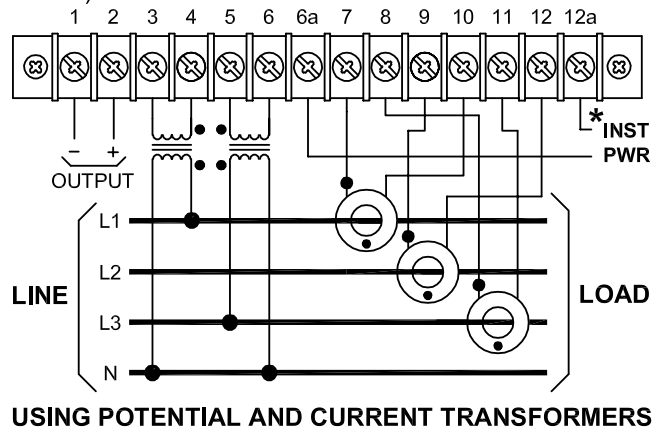 1 2 3 4 5 6 6a 7 8 9 10 11 12 12a
* INST
PWR
− +
OUTPUT
L1
L2
LINE
LOAD
L3
N
USING POTENTIAL AND CURRENT TRANSFORMERS